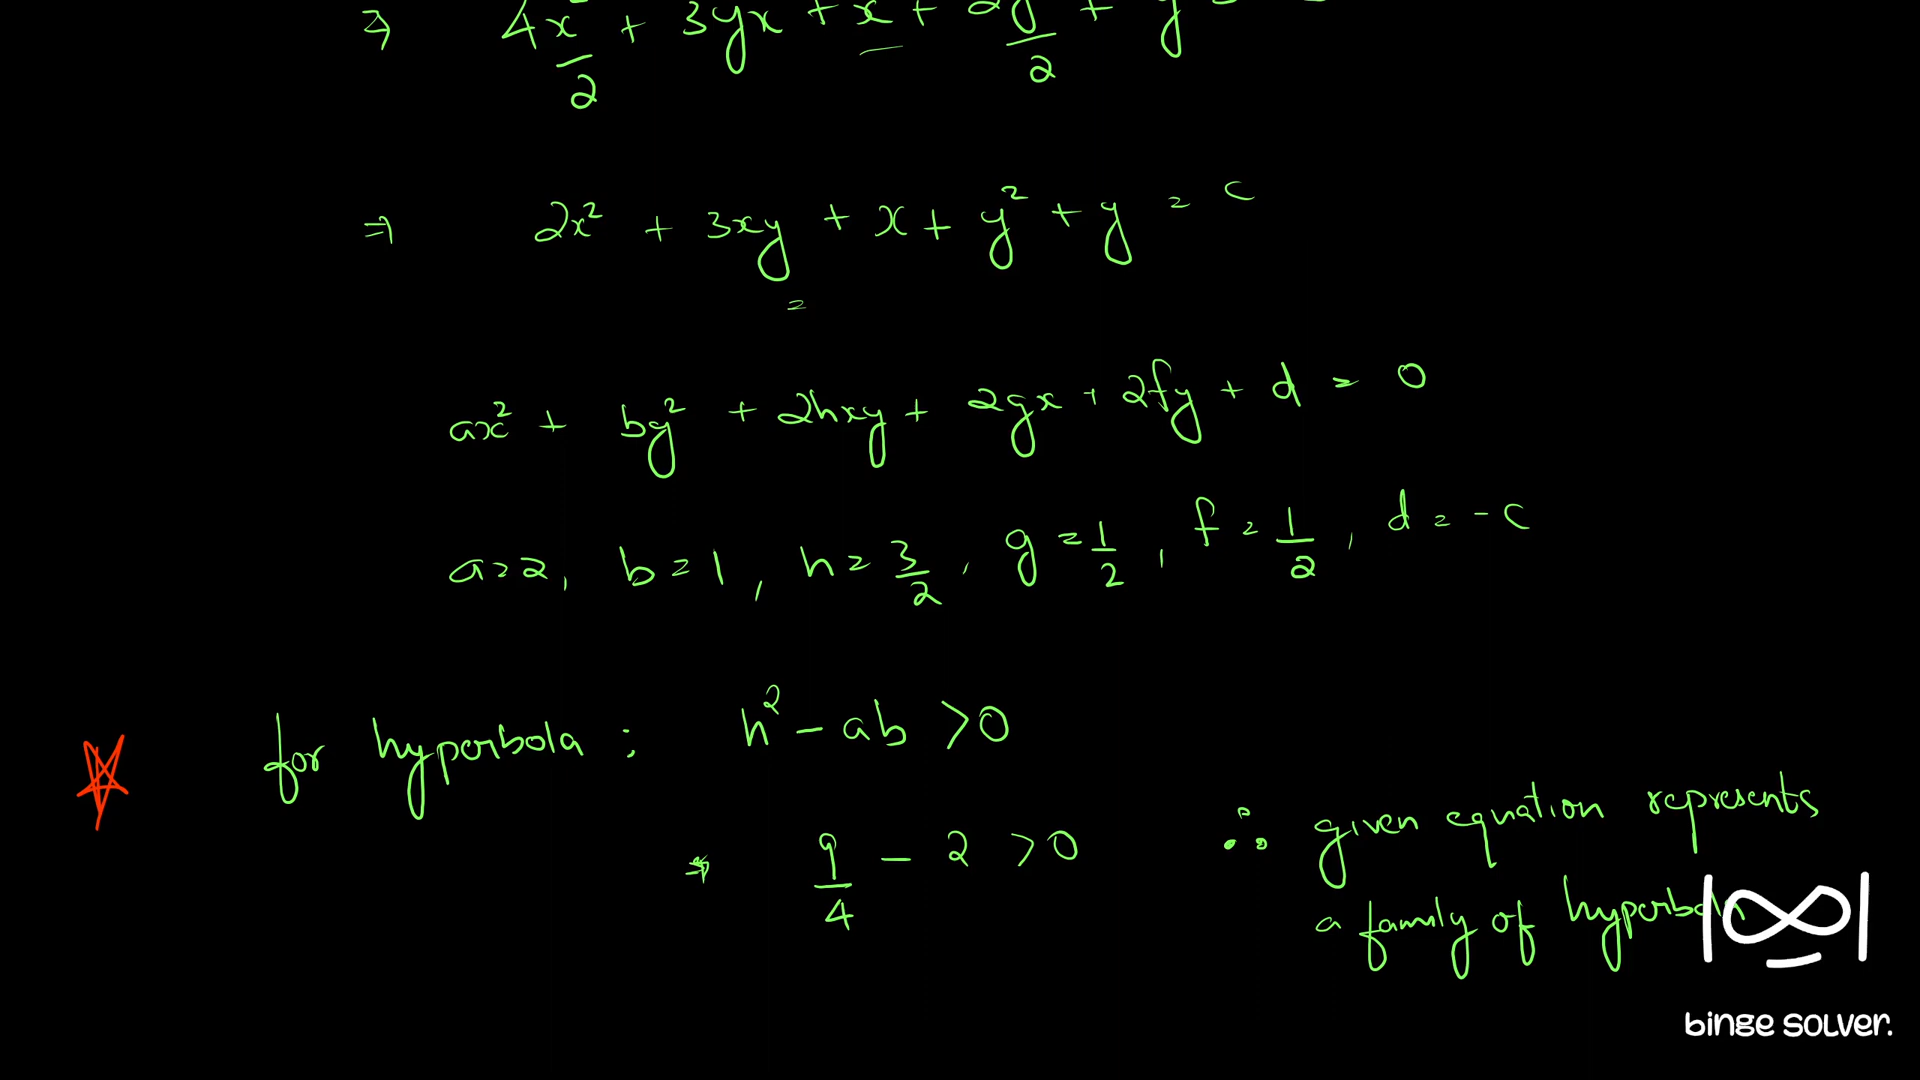 ⇒ 4x²/2 + 3yx + x + 2y²/2 + y =
⇒ 2x² + 3xy + x + y² + y = c
=
ax² + by² + 2hxy + 2gx + 2fy + d = 0
a=2, b=1, h=3/2, g=1/2, f=1/2, d=-c
for hyperbola : h² - ab >0
⇒ 9/4 - 2 >0
∴ given equation represents
a family of hyperbola
binge solver.